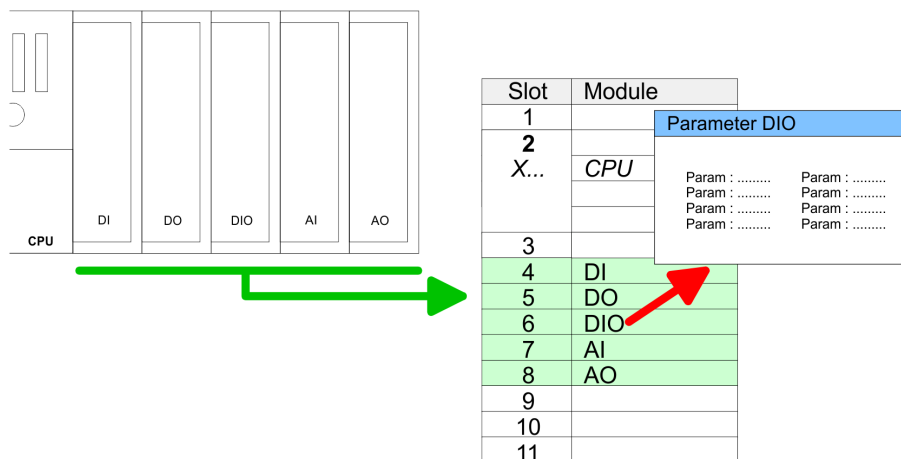 DI DO DIO AI AO
CPU
Slot Module
1
2
X... CPU
3
4 DI
5 DO
6 DIO
7 AI
8 AO
9
10
11
Parameter DIO
Param : ......... Param : .........
Param : ......... Param : .........
Param : ......... Param : .........
Param : ......... Param : .........